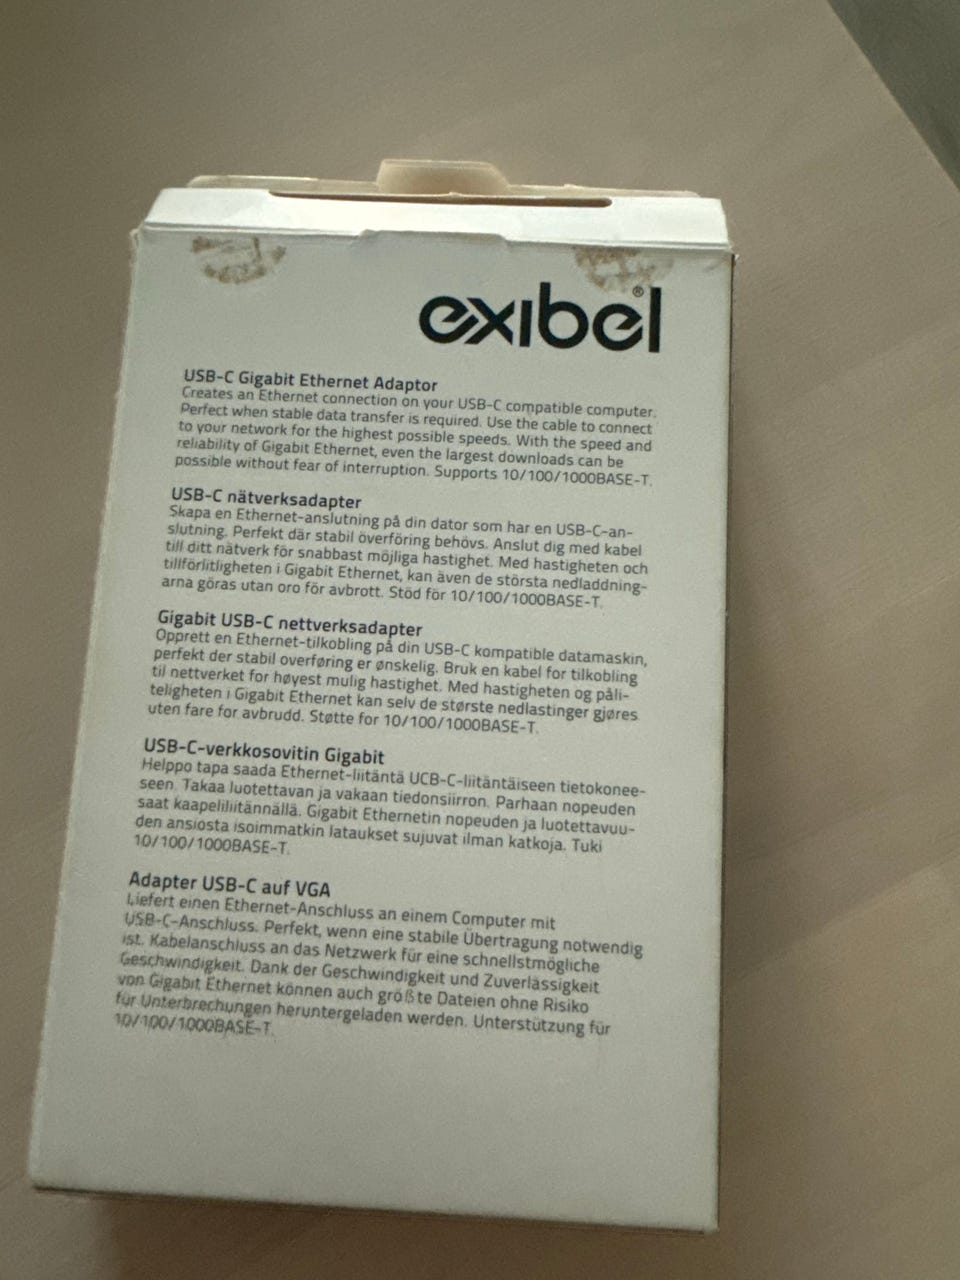 exibel®
USB-C Gigabit Ethernet Adaptor
Creates an Ethernet connection on your USB-C compatible computer.
Perfect when stable data transfer is required. Use the cable to connect
to your network for the highest possible speeds. With the speed and
reliability of Gigabit Ethernet, even the largest downloads can be
possible without fear of interruption. Supports 10/100/1000BASE-T.
USB-C nätverksadapter
Skapa en Ethernet-anslutning på din dator som har en USB-C-an-
slutning. Perfekt där stabil överföring behövs. Anslut dig med kabel
till ditt nätverk för snabbast möjliga hastighet. Med hastigheten och
tillförlitligheten i Gigabit Ethernet, kan även de största nedladdning-
arna göras utan oro för avbrott. Stöd för 10/100/1000BASE-T.
Gigabit USB-C nettverksadapter
Opprett en Ethernet-tilkobling på din USB-C kompatible datamaskin,
perfekt der stabil overføring er ønskelig. Bruk en kabel for tilkobling
til nettverket for høyest mulig hastighet. Med hastigheten og påli-
teligheten i Gigabit Ethernet kan selv de største nedlastinger gjøres
uten fare for avbrudd. Støtte for 10/100/1000BASE-T.
USB-C-verkkosovitin Gigabit
Helppo tapa saada Ethernet-liitäntä UCB-C-liitäntäiseen tietokonee-
seen. Takaa luotettavan ja vakaan tiedonsiirron. Parhaan nopeuden
saat kaapeliliitännällä. Gigabit Ethernetin nopeuden ja luotettavuu-
den ansiosta isoimmatkin lataukset sujuvat ilman katkoja. Tuki
10/100/1000BASE-T.
Adapter USB-C auf VGA
Liefert einen Ethernet-Anschluss an einem Computer mit
USB-C-Anschluss. Perfekt, wenn eine stabile Übertragung notwendig
ist. Kabelanschluss an das Netzwerk für eine schnellstmögliche
Geschwindigkeit. Dank der Geschwindigkeit und Zuverlässigkeit
von Gigabit Ethernet können auch größte Dateien ohne Risiko
für Unterbrechungen heruntergeladen werden. Unterstützung für
10/100/1000BASE-T.